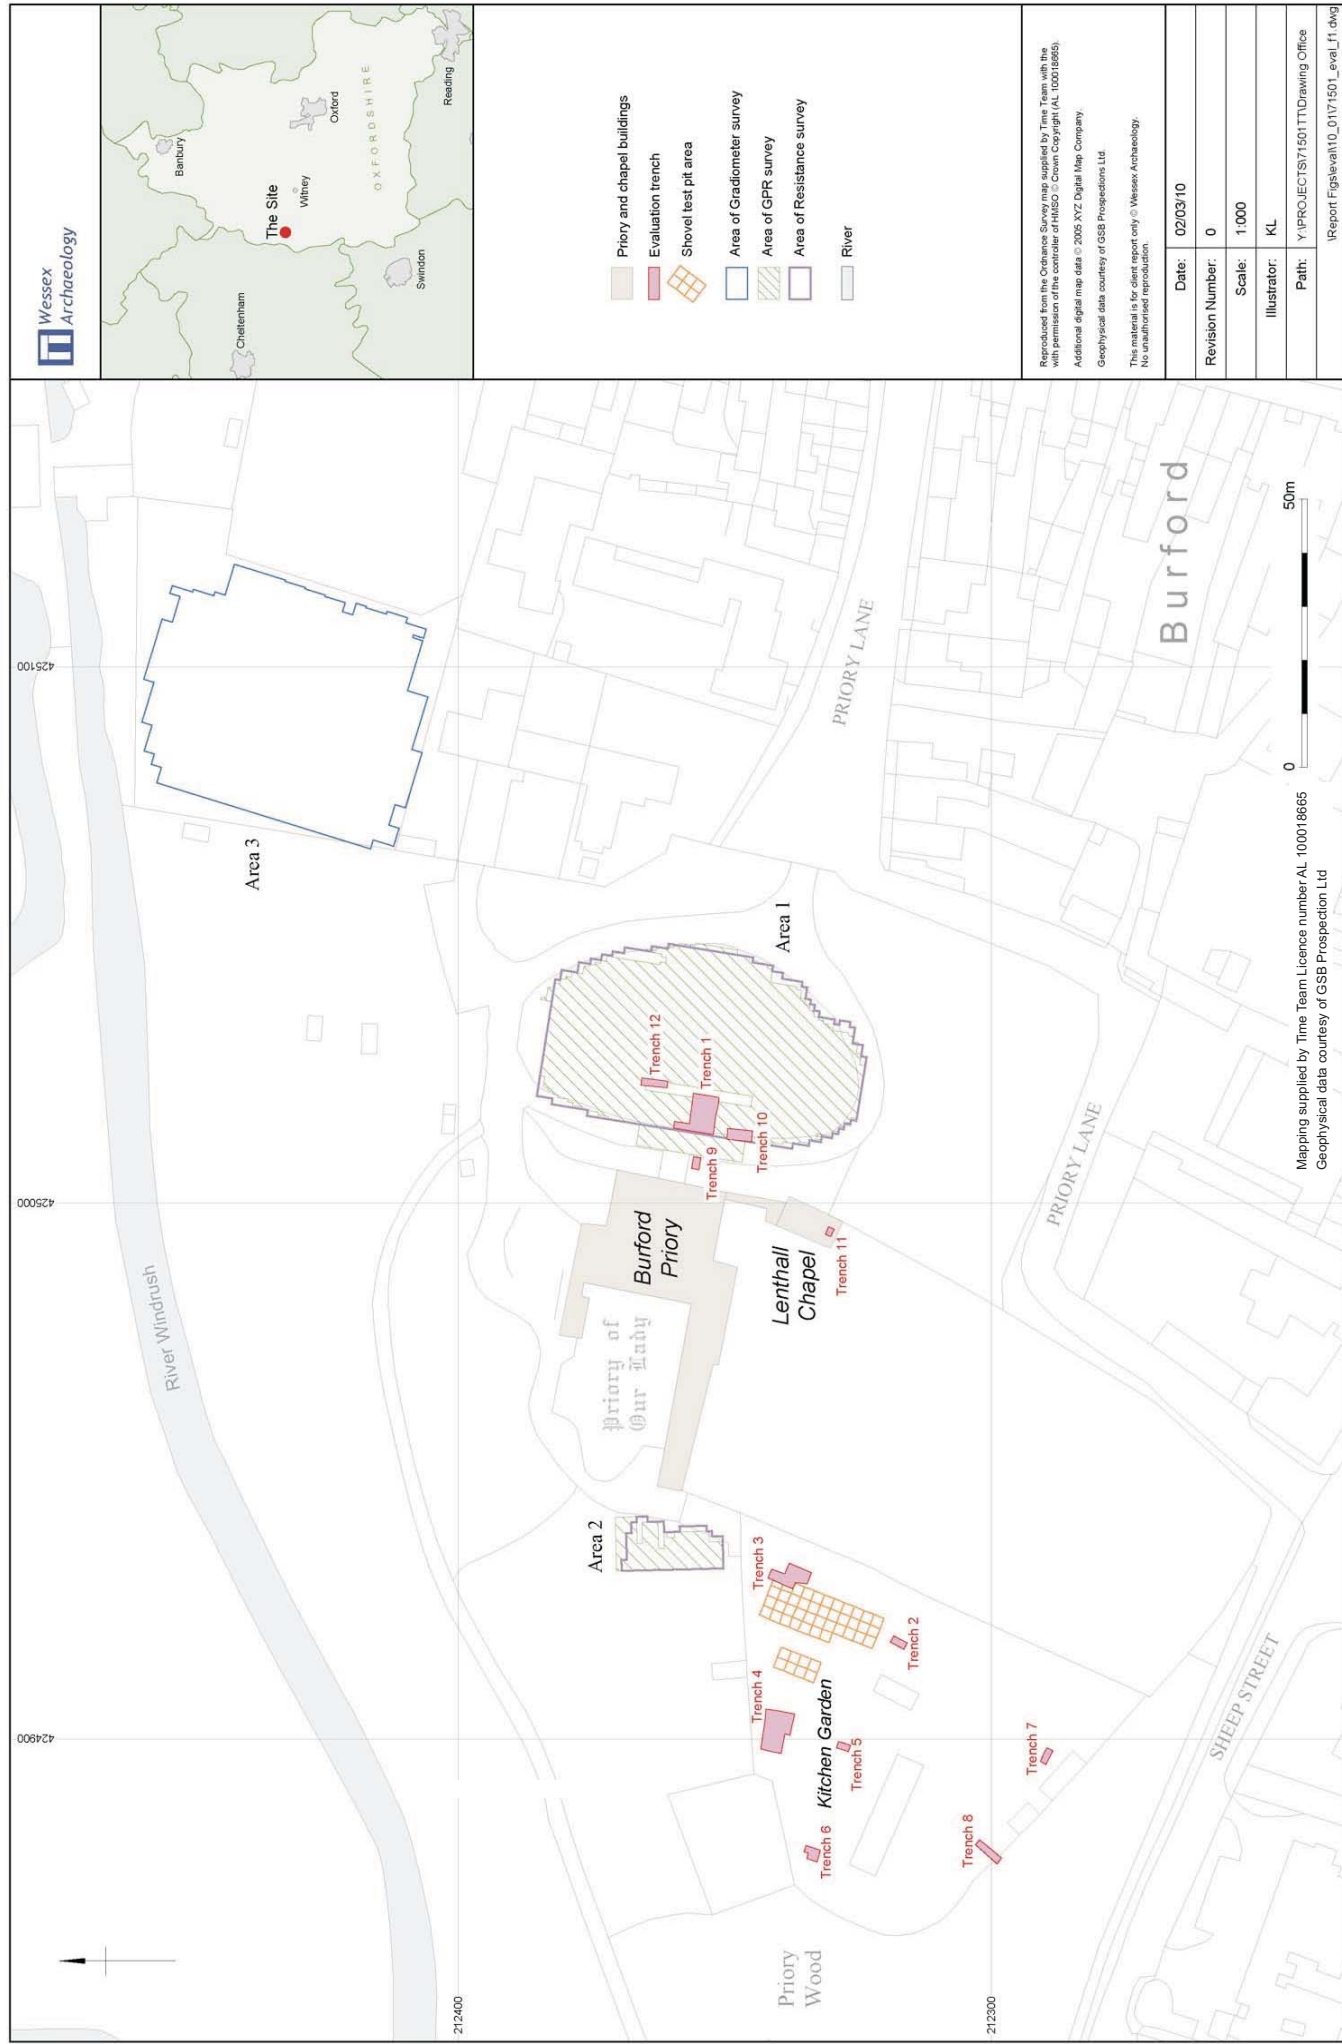 Wessex
Archaeology
Cheltenham
Banbury
The Site
Witney
Oxford
OXFORDSHIRE
Swindon
Reading
Priory and chapel buildings
Evaluation trench
Shovel test pit area
Area of Gradiometer survey
Area of GPR survey
Area of Resistance survey
River
Reproduced from the Ordnance Survey map supplied by Time Team with the
with permission of the controller of HMSO © Crown Copyright (AL 100018665).
Additional digital map data © 2005 XYZ Digital Map Company.
Geophysical data courtesy of GSB Prospections Ltd.
This material is for client report only © Wessex Archaeology.
No unauthorised reproduction.
Date: 02/03/10
Revision Number: 0
Scale: 1:000
Illustrator: KL
Path: Y:\PROJECTS\71501TT\Drawing Office
\Report Figs\eval\10_01\71501_eval_f1.dwg
424900
425000
425100
212400
212300
River Windrush
Area 3
Area 2
Area 1
Priory of
Our Lady
Burford
Priory
Lenthall
Chapel
Trench 12
Trench 1
Trench 9
Trench 10
Trench 11
Trench 3
Trench 2
Trench 4
Kitchen Garden
Trench 5
Trench 6
Trench 7
Trench 8
Priory
Wood
PRIORY LANE
PRIORY LANE
SHEEP STREET
Burford
0
50m
Mapping supplied by Time Team Licence number AL 100018665
Geophysical data courtesy of GSB Prospection Ltd